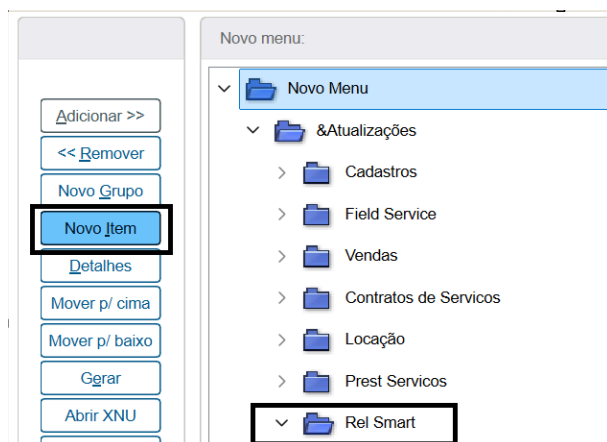 Novo menu:
Novo Menu
&Atualizações
Cadastros
Field Service
Vendas
Contratos de Servicos
Locação
Prest Servicos
Rel Smart
Adicionar >>
<< Remover
Novo Grupo
Novo Item
Detalhes
Mover p/ cima
Mover p/ baixo
Gerar
Abrir XNU